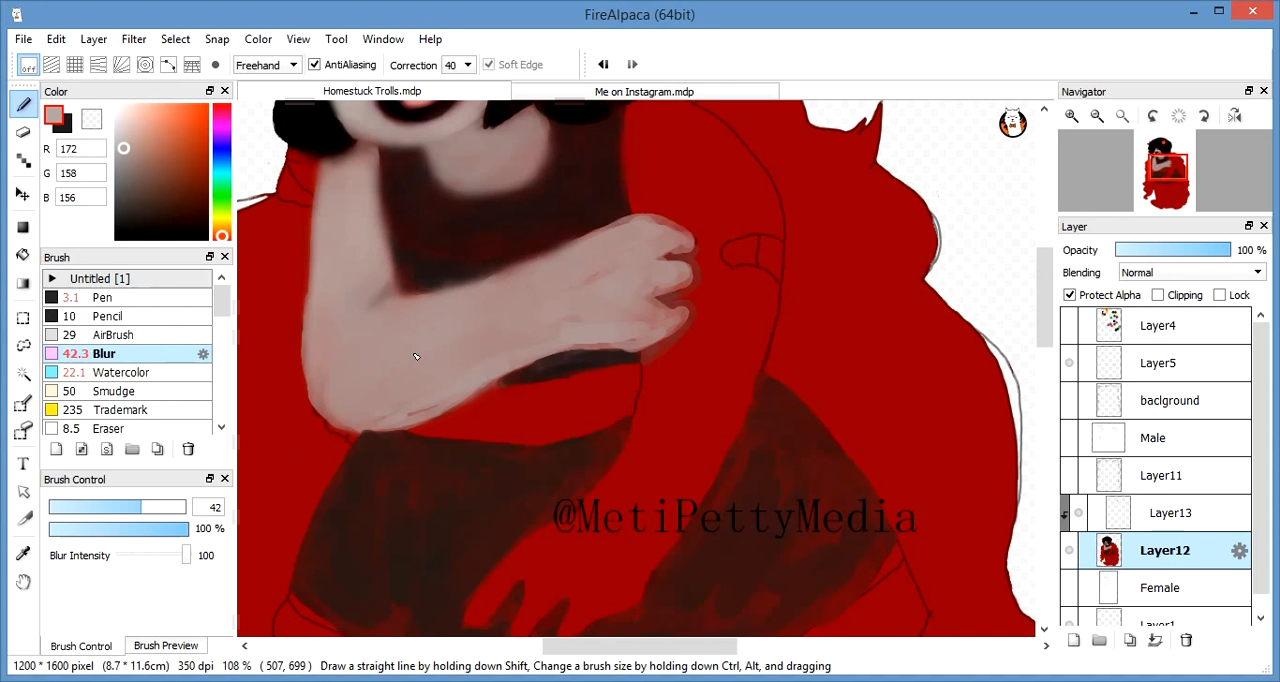 FireAlpaca (64bit)
File Edit Layer Filter Select Snap Color View Tool Window Help
off Freehand AntiAliasing Correction 40 Soft Edge
Color
Homestuck Trolls.mdp Me on Instagram.mdp
Navigator
R 172
G 158
B 156
Brush
Untitled [1]
3.1 Pen
10 Pencil
29 AirBrush
42.3 Blur
22.1 Watercolor
50 Smudge
235 Trademark
8.5 Eraser
Brush Control
42
100 %
Blur Intensity 100
Brush Control Brush Preview
@MetiPettyMedia
Layer
Opacity 100 %
Blending Normal
Protect Alpha Clipping Lock
Layer4
Layer5
baclground
Male
Layer11
Layer13
Layer12
Female
Layer1
1200 * 1600 pixel (8.7 * 11.6cm) 350 dpi 108 % ( 507, 699 ) Draw a straight line by holding down Shift, Change a brush size by holding down Ctrl, Alt, and dragging